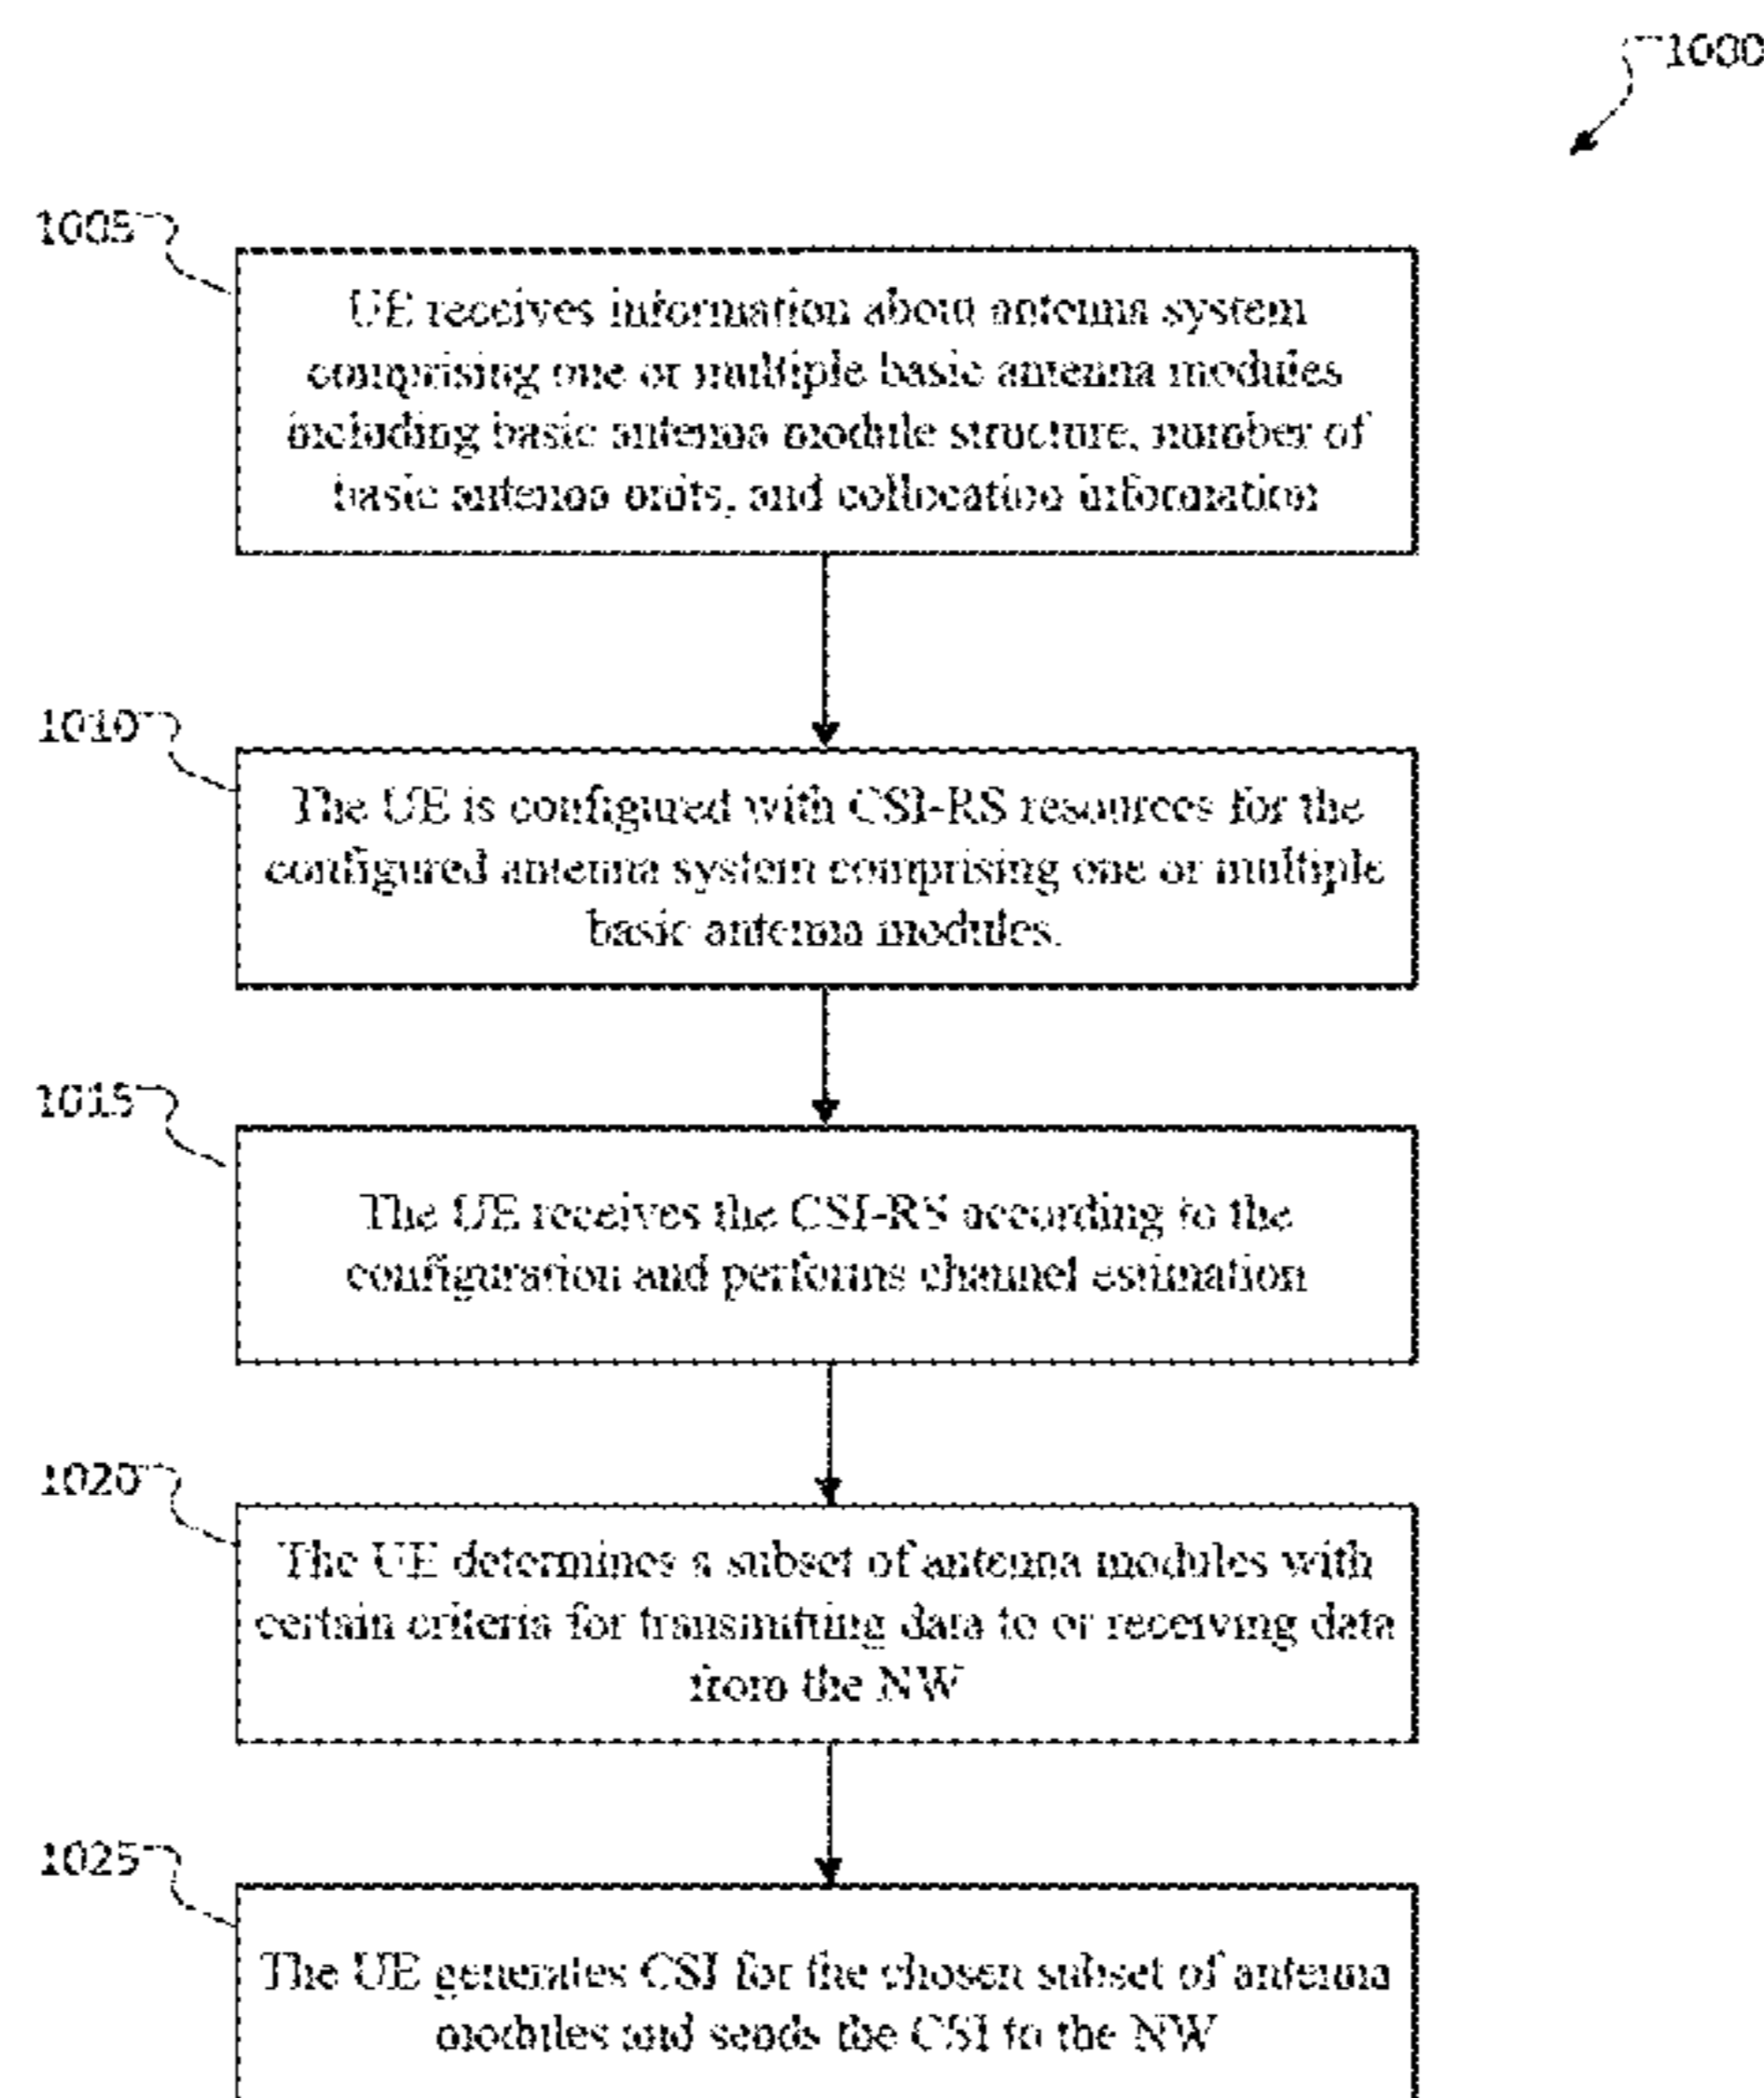 1000
1005
UE receives information about antenna system
comprising one or multiple basic antenna modules
including basic antenna module structure, number of
basic antenna units, and collocation information
1010
The UE is configured with CSI-RS resources for the
configured antenna system comprising one or multiple
basic antenna modules.
1015
The UE receives the CSI-RS according to the
configuration and performs channel estimation
1020
The UE determines a subset of antenna modules with
certain criteria for transmitting data to or receiving data
from the NW
1025
The UE generates CSI for the chosen subset of antenna
modules and sends the CSI to the NW